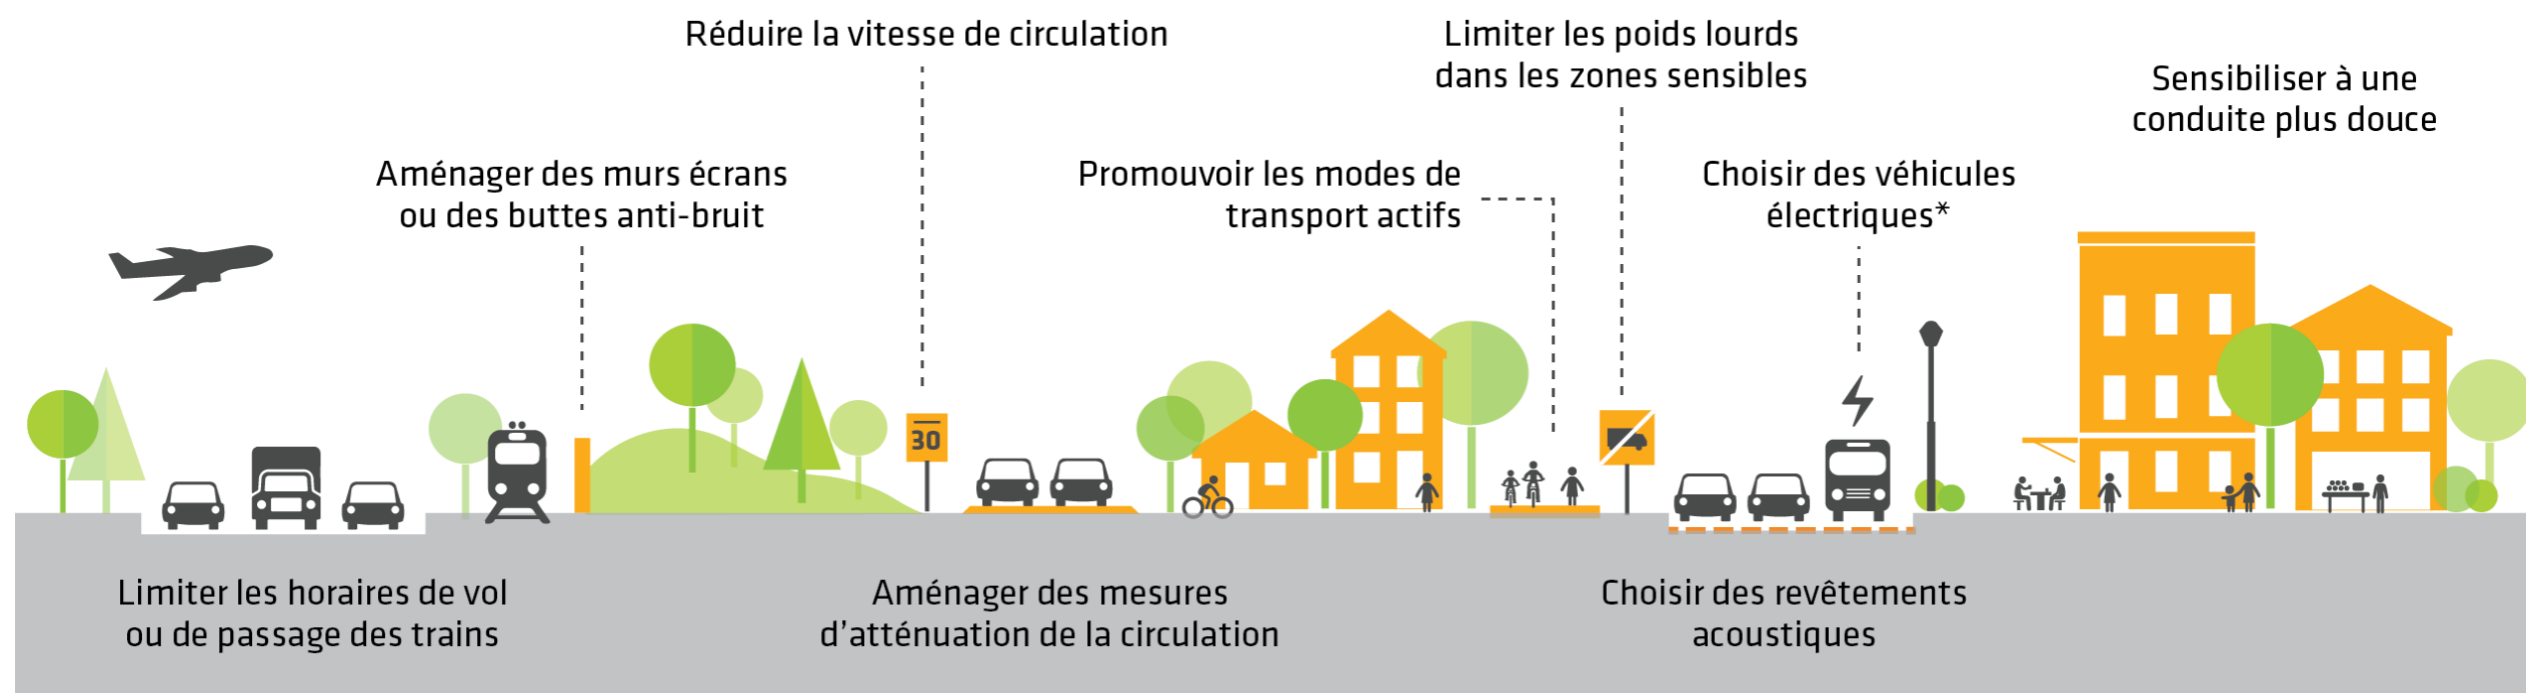 Réduire la vitesse de circulation
Limiter les poids lourds
dans les zones sensibles
Sensibiliser à une
conduite plus douce
Aménager des murs écrans
ou des buttes anti-bruit
Promouvoir les modes de
transport actifs
Choisir des véhicules
électriques*
30
Limiter les horaires de vol
ou de passage des trains
Aménager des mesures
d’atténuation de la circulation
Choisir des revêtements
acoustiques